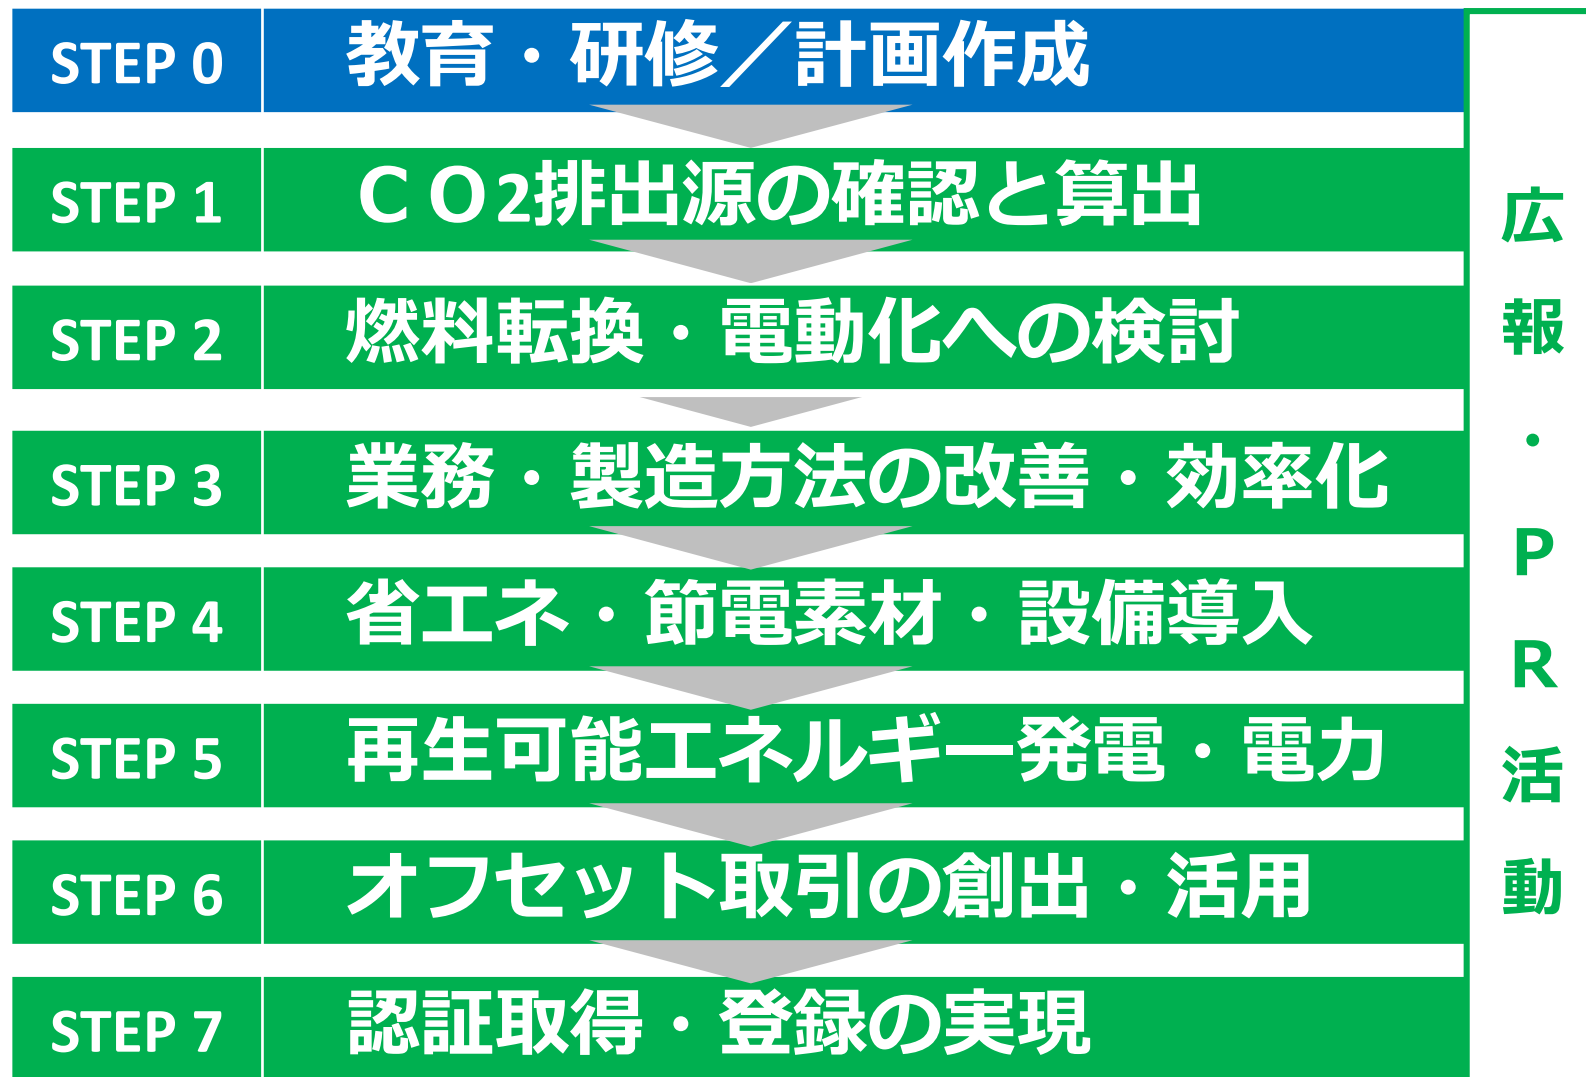 STEP 0 教育・研修／計画作成
STEP 1 ＣＯ2排出源の確認と算出
STEP 2 燃料転換・電動化への検討
STEP 3 業務・製造方法の改善・効率化
STEP 4 省エネ・節電素材・設備導入
STEP 5 再生可能エネルギー発電・電力
STEP 6 オフセット取引の創出・活用
STEP 7 認証取得・登録の実現
広報・ＰＲ活動